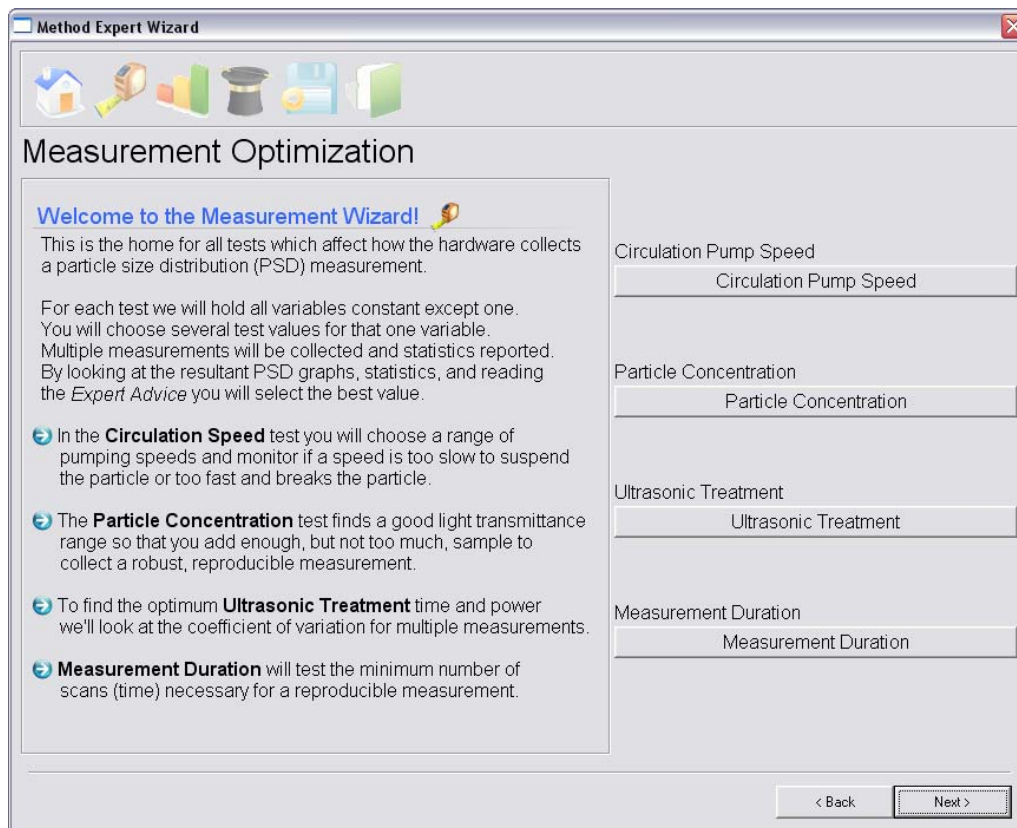 Method Expert Wizard
Measurement Optimization
Welcome to the Measurement Wizard!
This is the home for all tests which affect how the hardware collects
a particle size distribution (PSD) measurement.
For each test we will hold all variables constant except one.
You will choose several test values for that one variable.
Multiple measurements will be collected and statistics reported.
By looking at the resultant PSD graphs, statistics, and reading
the Expert Advice you will select the best value.
In the Circulation Speed test you will choose a range of
pumping speeds and monitor if a speed is too slow to suspend
the particle or too fast and breaks the particle.
The Particle Concentration test finds a good light transmittance
range so that you add enough, but not too much, sample to
collect a robust, reproducible measurement.
To find the optimum Ultrasonic Treatment time and power
we'll look at the coefficient of variation for multiple measurements.
Measurement Duration will test the minimum number of
scans (time) necessary for a reproducible measurement.
Circulation Pump Speed
Circulation Pump Speed
Particle Concentration
Particle Concentration
Ultrasonic Treatment
Ultrasonic Treatment
Measurement Duration
Measurement Duration
< Back
Next >